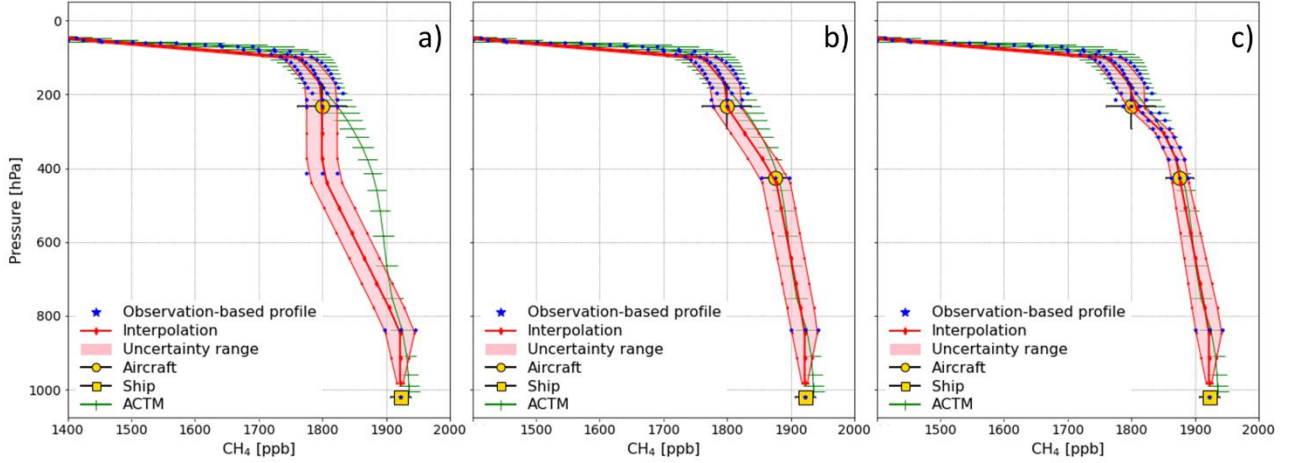 a)
b)
c)
0
200
400
600
800
1000
Pressure [hPa]
Observation-based profile
Interpolation
Uncertainty range
Aircraft
Ship
ACTM
Observation-based profile
Interpolation
Uncertainty range
Aircraft
Ship
ACTM
Observation-based profile
Interpolation
Uncertainty range
Aircraft
Ship
ACTM
1400 1500 1600 1700 1800 1900 2000
1500 1600 1700 1800 1900 2000
1500 1600 1700 1800 1900 2000
CH₄ [ppb]
CH₄ [ppb]
CH₄ [ppb]